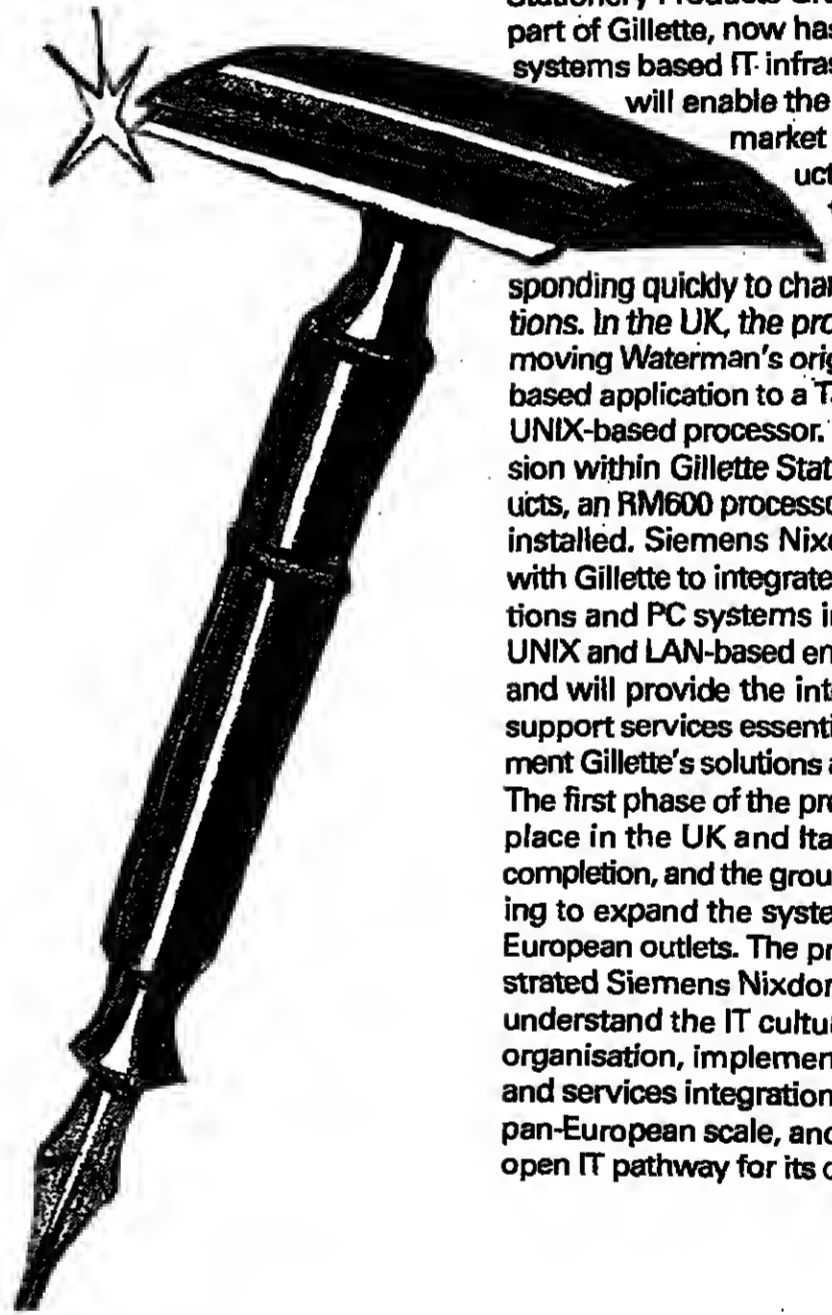 Stationery Products Gro
part of Gillette, now has
systems based IT infras
will enable the
market
uct
sponding quickly to chan
tions. In the UK, the pro
moving Waterman's orig
based application to a T
UNIX-based processor.
sion within Gillette Stat
ucts, an RM600 processo
installed. Siemens Nixd
with Gillette to integrate
tions and PC systems i
UNIX and LAN-based en
and will provide the int
support services essenti
ment Gillette's solutions a
The first phase of the pr
place in the UK and Ita
completion, and the grou
ing to expand the syste
European outlets. The pr
strated Siemens Nixdor
understand the IT cultu
organisation, implemen
and services integration
pan-European scale, and
open IT pathway for its c